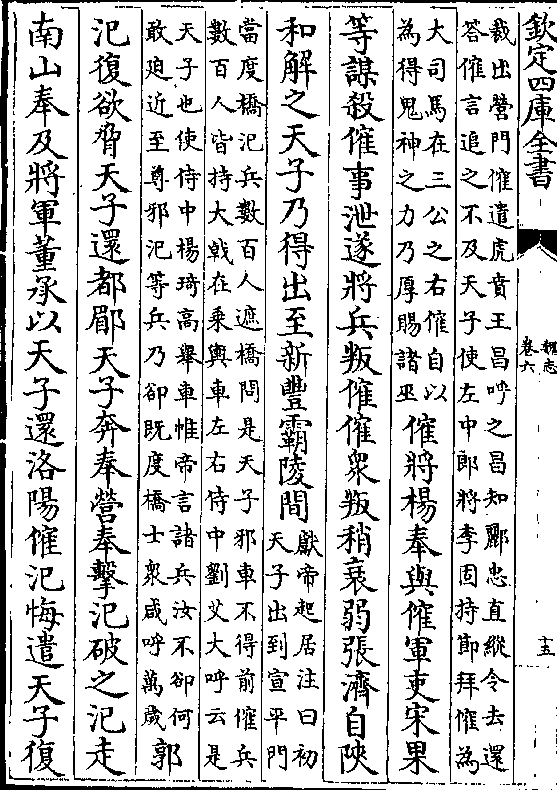 欽定四庫全書
魏志
卷六
十五
裁出營門傕遣虎賁王昌呼之昌知酈忠直縱令去還
答傕言追之不及天子使左中郎將李固持節拜傕為
大司馬在三公之右傕自以
為得鬼神之力乃厚賜諸巫
傕將楊奉與傕軍吏宋果
等謀殺傕事泄遂將兵叛傕傕衆叛稍衰弱張濟自陜
和解之天子乃得出至新豐霸陵間
獻帝起居注曰初
天子出到宣平門
當度橋汜兵數百人遮橋問是天子邪車不得前傕兵
數百人皆持大戟在乘輿車左右侍中劉艾大呼云是
天子也使侍中楊琦高舉車惟帝言諸兵汝不卻何
敢廹近至尊邪汜等兵乃卻既度橋士衆咸呼萬歲
郭
汜復欲脅天子還都郿天子奔奉營奉擊汜破之汜走
南山奉及將軍董承以天子還洛陽傕汜悔遣天子復